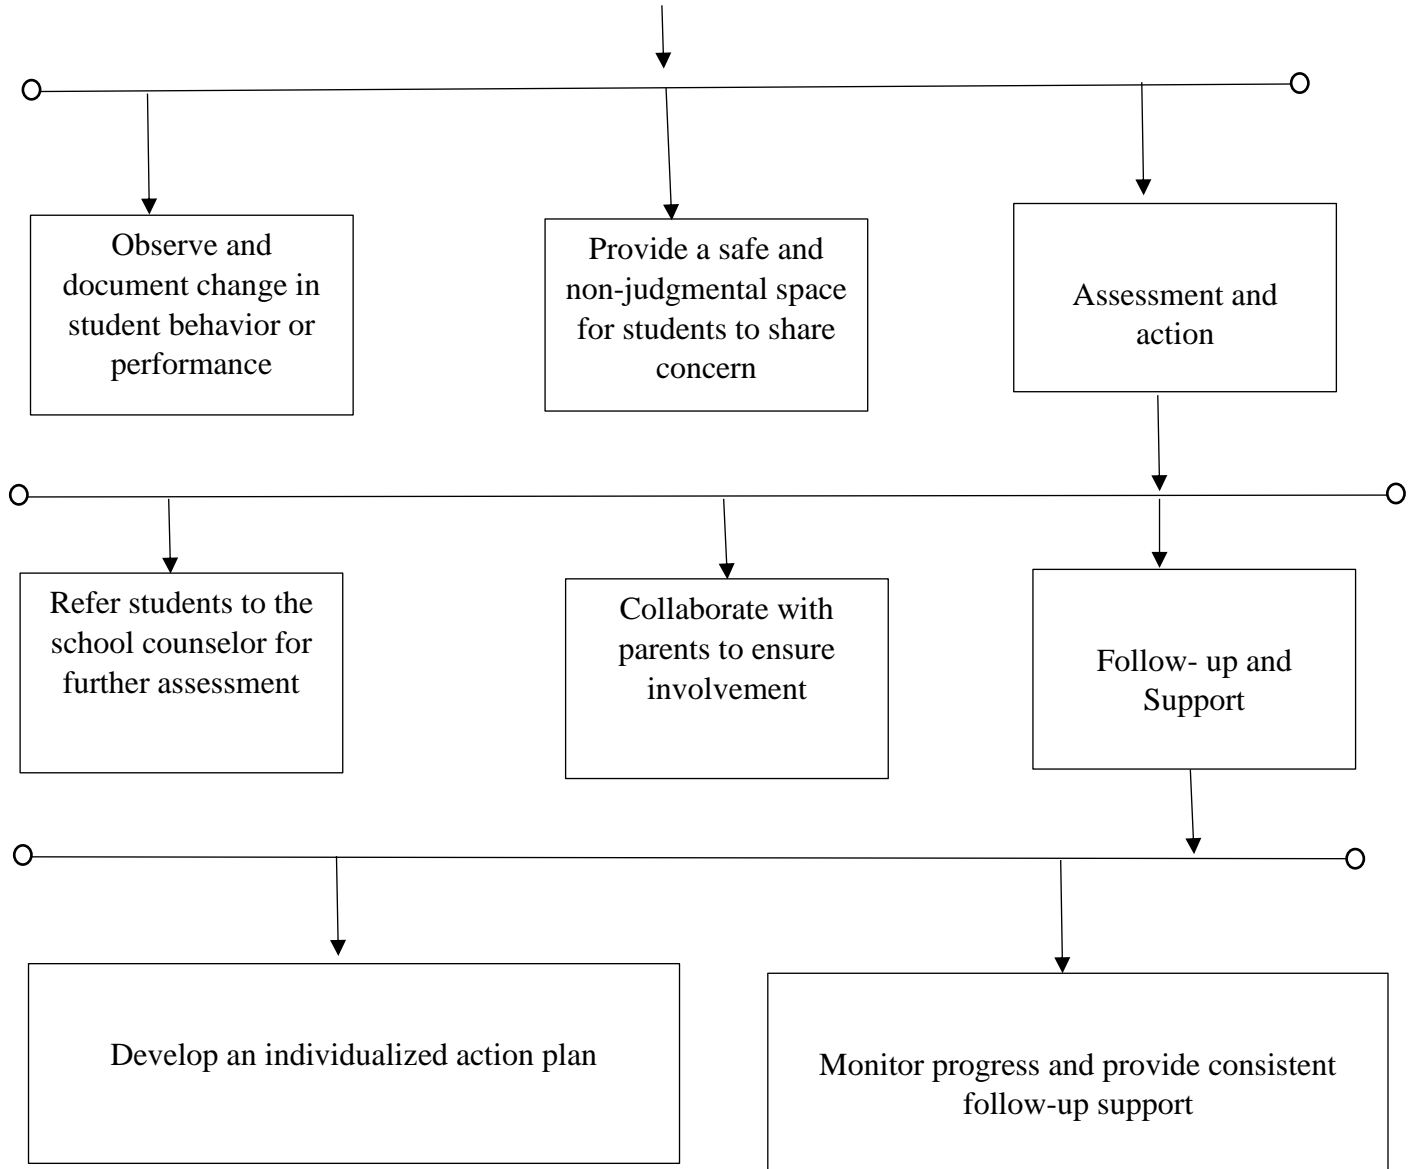 Observe and
document change in
student behavior or
performance
Provide a safe and
non-judgmental space
for students to share
concern
Assessment and
action
Refer students to the
school counselor for
further assessment
Collaborate with
parents to ensure
involvement
Follow- up and
Support
Develop an individualized action plan
Monitor progress and provide consistent
follow-up support